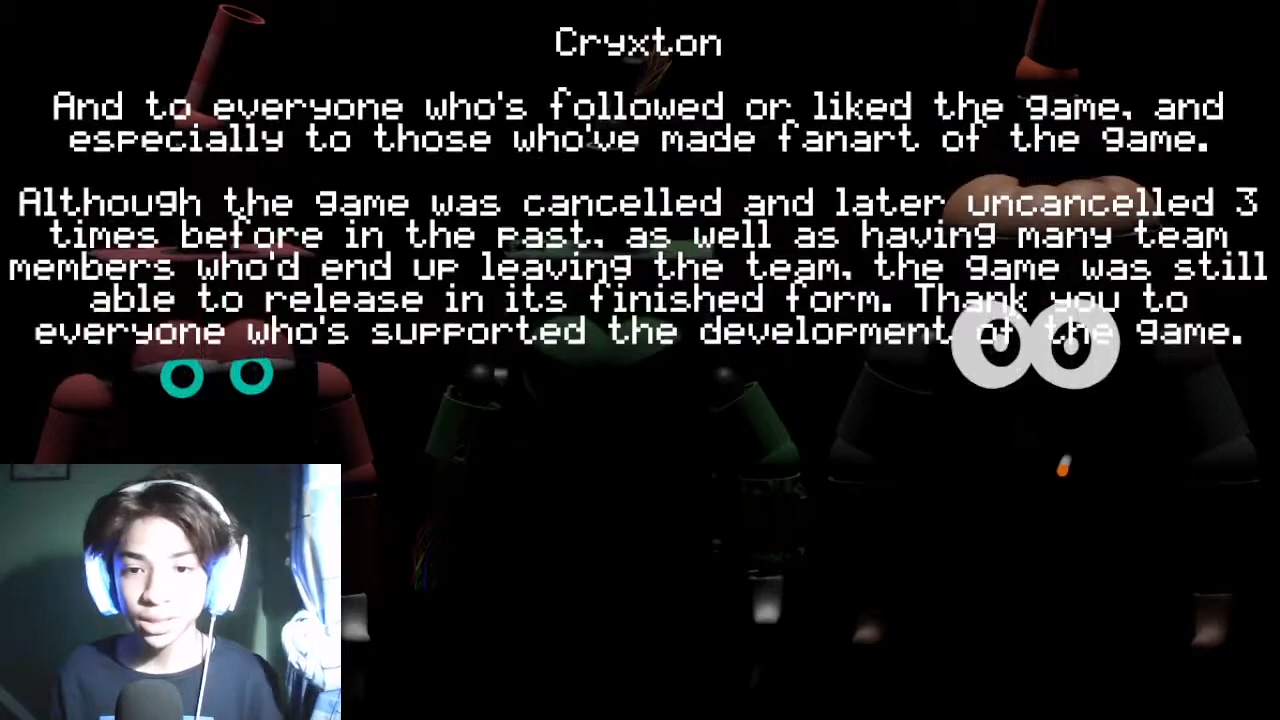 Cryxton
And to everyone who's followed or liked the game, and
especially to those who've made fanart of the game.
Although the game was cancelled and later uncancelled 3
times before in the past, as well as having many team
members who'd end up leaving the team, the game was still
able to release in its finished form. Thank you to
everyone who's supported the development of the game.